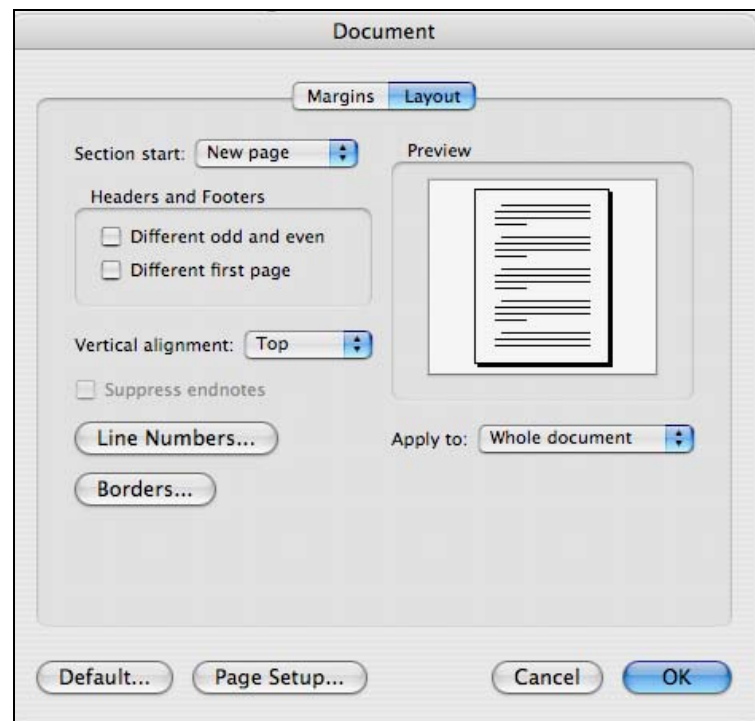 Document
Margins Layout
Section start: New page
Preview
Headers and Footers
Different odd and even
Different first page
Vertical alignment: Top
Suppress endnotes
Line Numbers...
Apply to: Whole document
Borders...
Default... Page Setup... Cancel OK